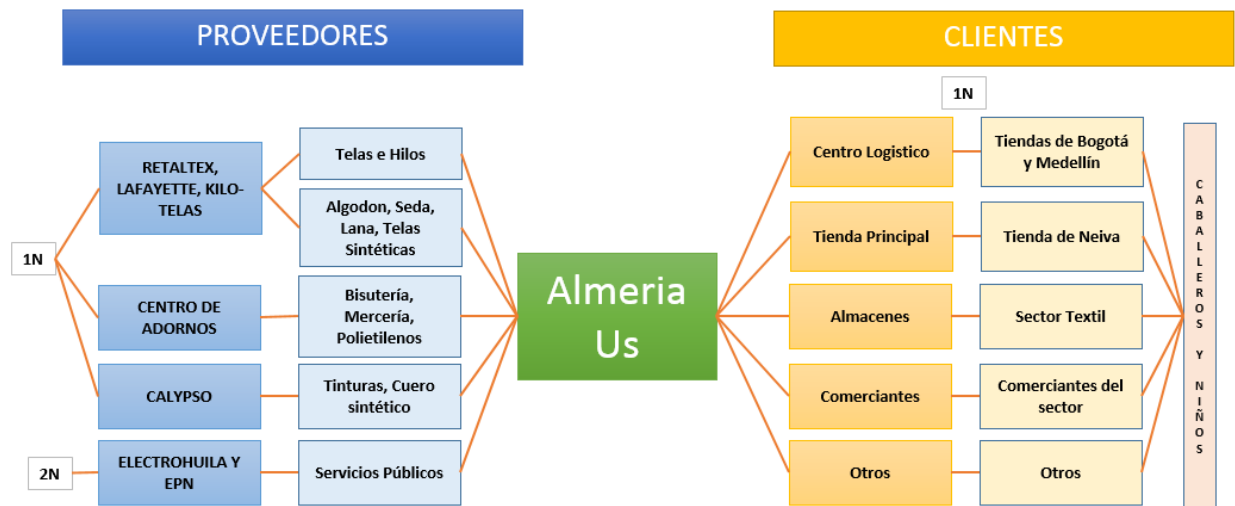 PROVEEDORES
CLIENTES
1N
RETALTEX,
LAFAYETTE, KILO-
TELAS
Telas e Hilos
Algodon, Seda,
Lana, Telas
Sintéticas
1N
CENTRO DE
ADORNOS
Bisutería,
Mercería,
Polietilenos
CALYPSO
Tinturas, Cuero
sintético
2N
ELECTROHUILA Y
EPN
Servicios Públicos
Almeria
Us
Centro Logistico
Tiendas de Bogotá
y Medellín
Tienda Principal
Tienda de Neiva
Almacenes
Sector Textil
Comerciantes
Comerciantes del
sector
Otros
Otros
CABALLEROS Y NIÑOS